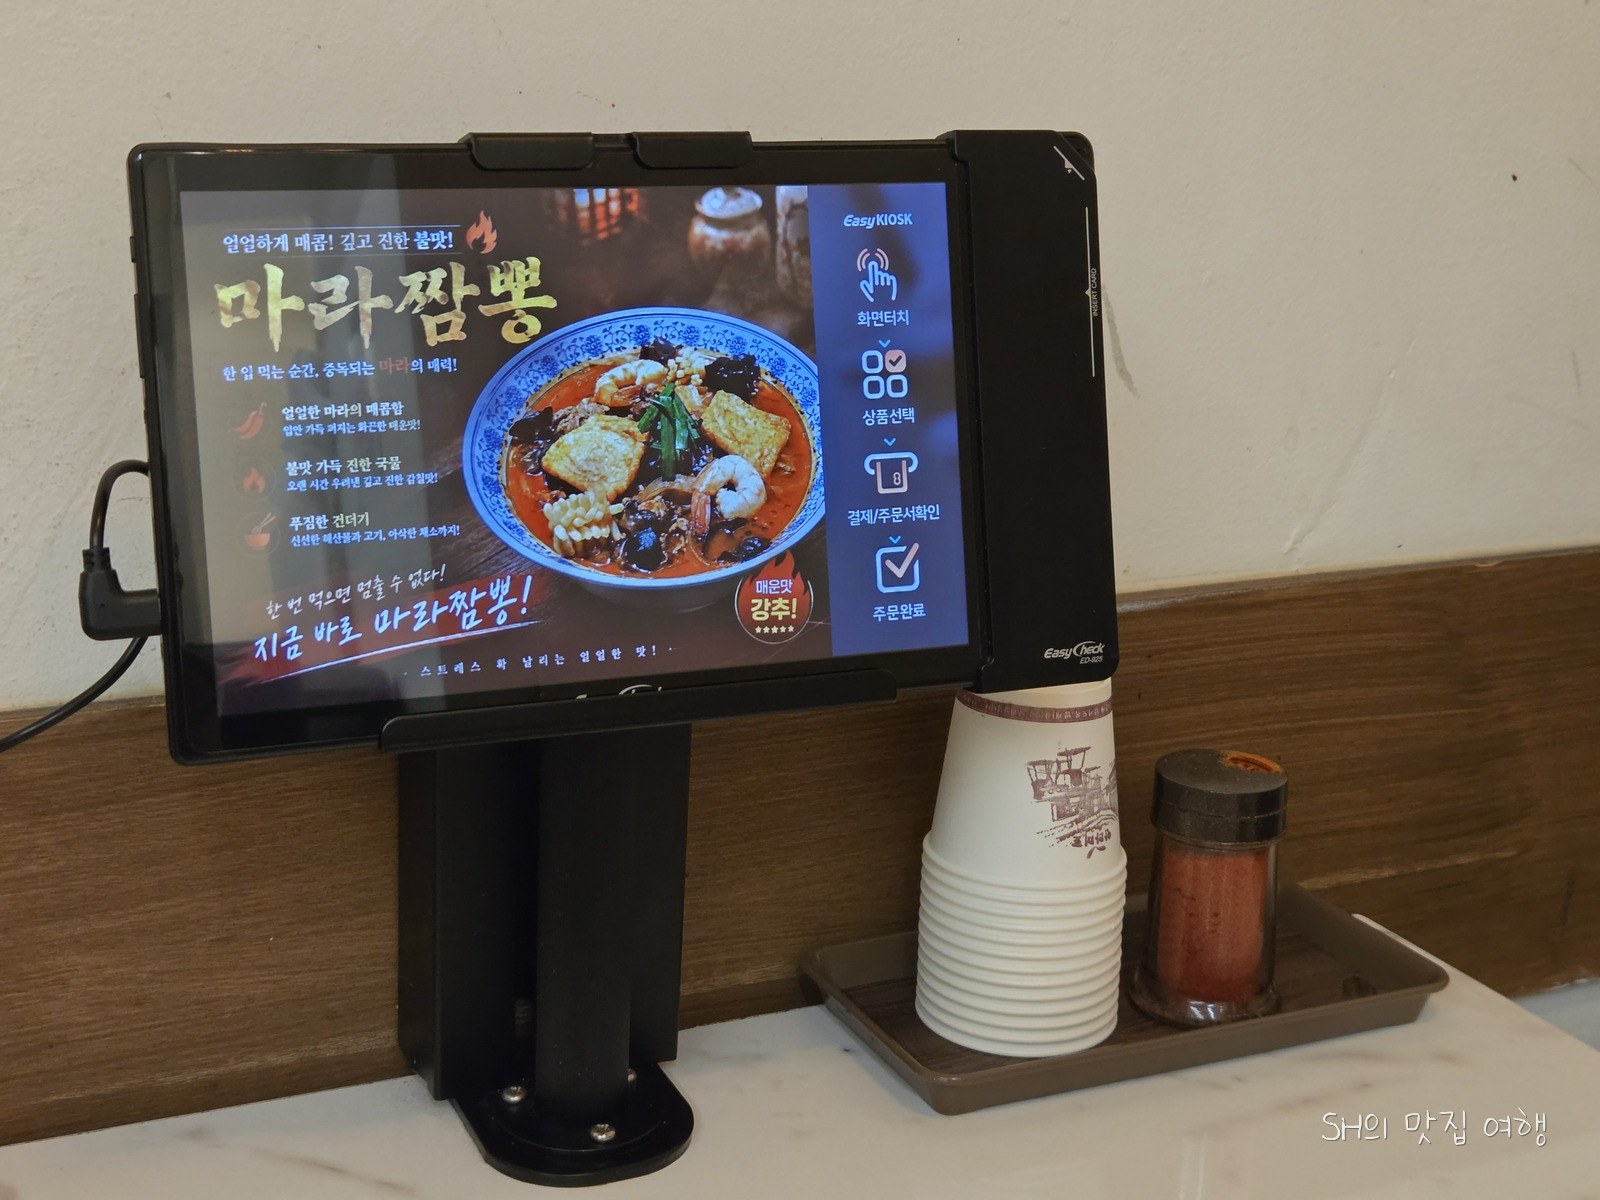 얼얼하게 매콤! 깊고 진한 불맛!
마라짬뽕
한 입 먹는 순간, 중독되는 마라의 매력!
얼얼한 마라의 매콤함
입안 가득 퍼지는 화끈한 매운맛!
불맛 가득 진한 국물
오랜 시간 우려낸 깊고 진한 감칠맛!
푸짐한 건더기
신선한 해산물과 고기, 아삭한 채소까지!
한 번 먹으면 멈출 수 없다!
지금 바로 마라짬뽕!
스트레스 확 날리는 얼얼한 맛!
매운맛
강추!
EasyKIOSK
화면터치
상품선택
8
결제/주문서확인
주문완료
INSERT CARD
EasyCheck
ED-925
SH의 맛집 여행